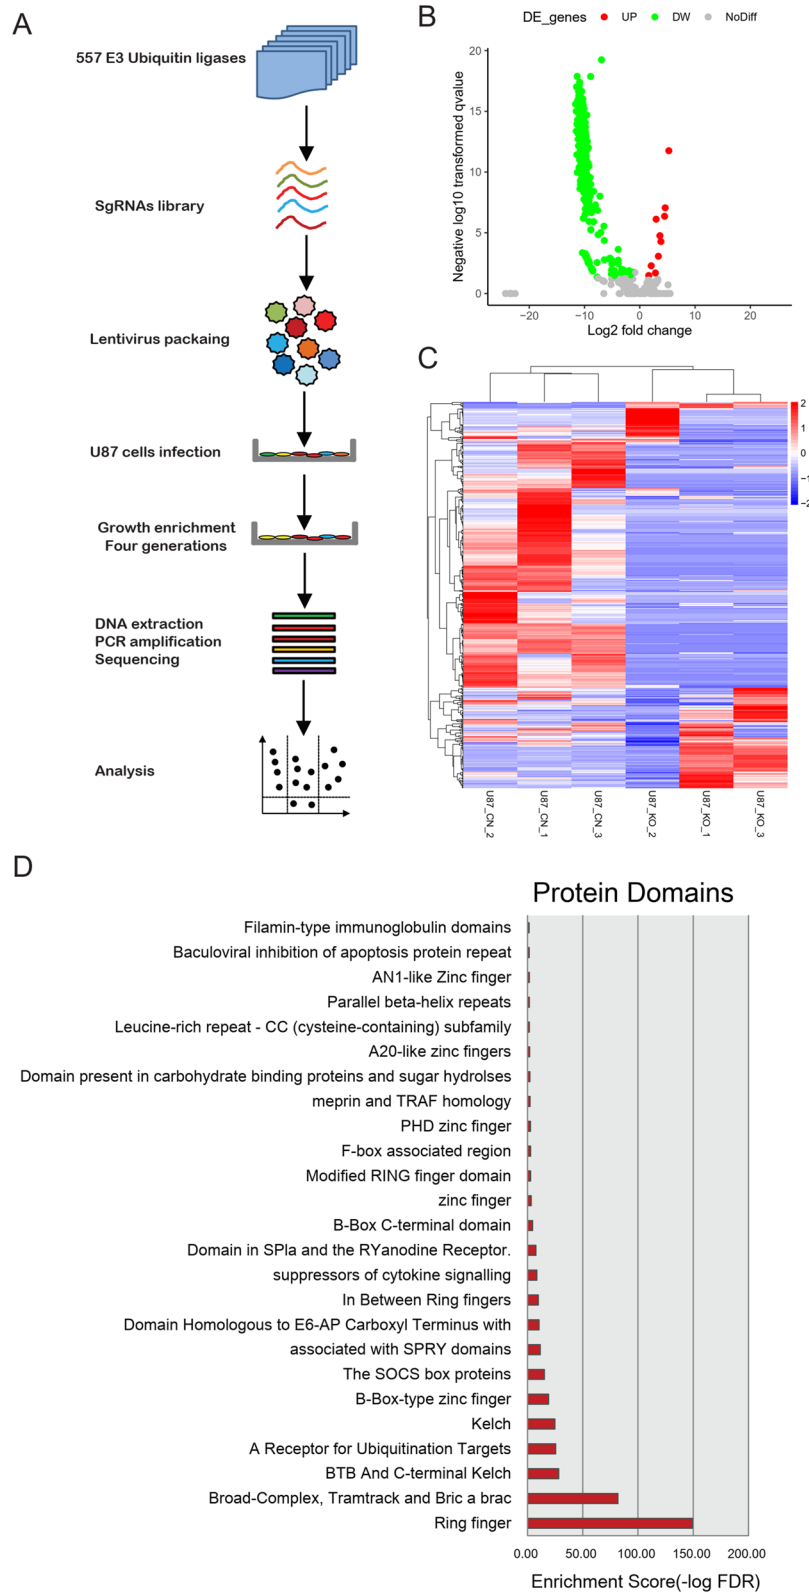 A
557 E3 Ubiquitin ligases
SgRNAs library
Lentivirus packaing
U87 cells infection
Growth enrichment
Four generations
DNA extraction
PCR amplification
Sequencing
Analysis
B
DE_genes UP DW NoDiff
Negative log10 transformed qvalue
20
15
10
5
0
−20 −10 0 10 20
Log2 fold change
C
2
1
0
−1
−2
U87_CN_2
U87_CN_1
U87_CN_3
U87_KO_2
U87_KO_1
U87_KO_3
D
Protein Domains
Filamin-type immunoglobulin domains
Baculoviral inhibition of apoptosis protein repeat
AN1-like Zinc finger
Parallel beta-helix repeats
Leucine-rich repeat - CC (cysteine-containing) subfamily
A20-like zinc fingers
Domain present in carbohydrate binding proteins and sugar hydrolses
meprin and TRAF homology
PHD zinc finger
F-box associated region
Modified RING finger domain
zinc finger
B-Box C-terminal domain
Domain in SPla and the RYanodine Receptor.
suppressors of cytokine signalling
In Between Ring fingers
Domain Homologous to E6-AP Carboxyl Terminus with
associated with SPRY domains
The SOCS box proteins
B-Box-type zinc finger
Kelch
A Receptor for Ubiquitination Targets
BTB And C-terminal Kelch
Broad-Complex, Tramtrack and Bric a brac
Ring finger
0.00 50.00 100.00 150.00 200.00
Enrichment Score(-log FDR)